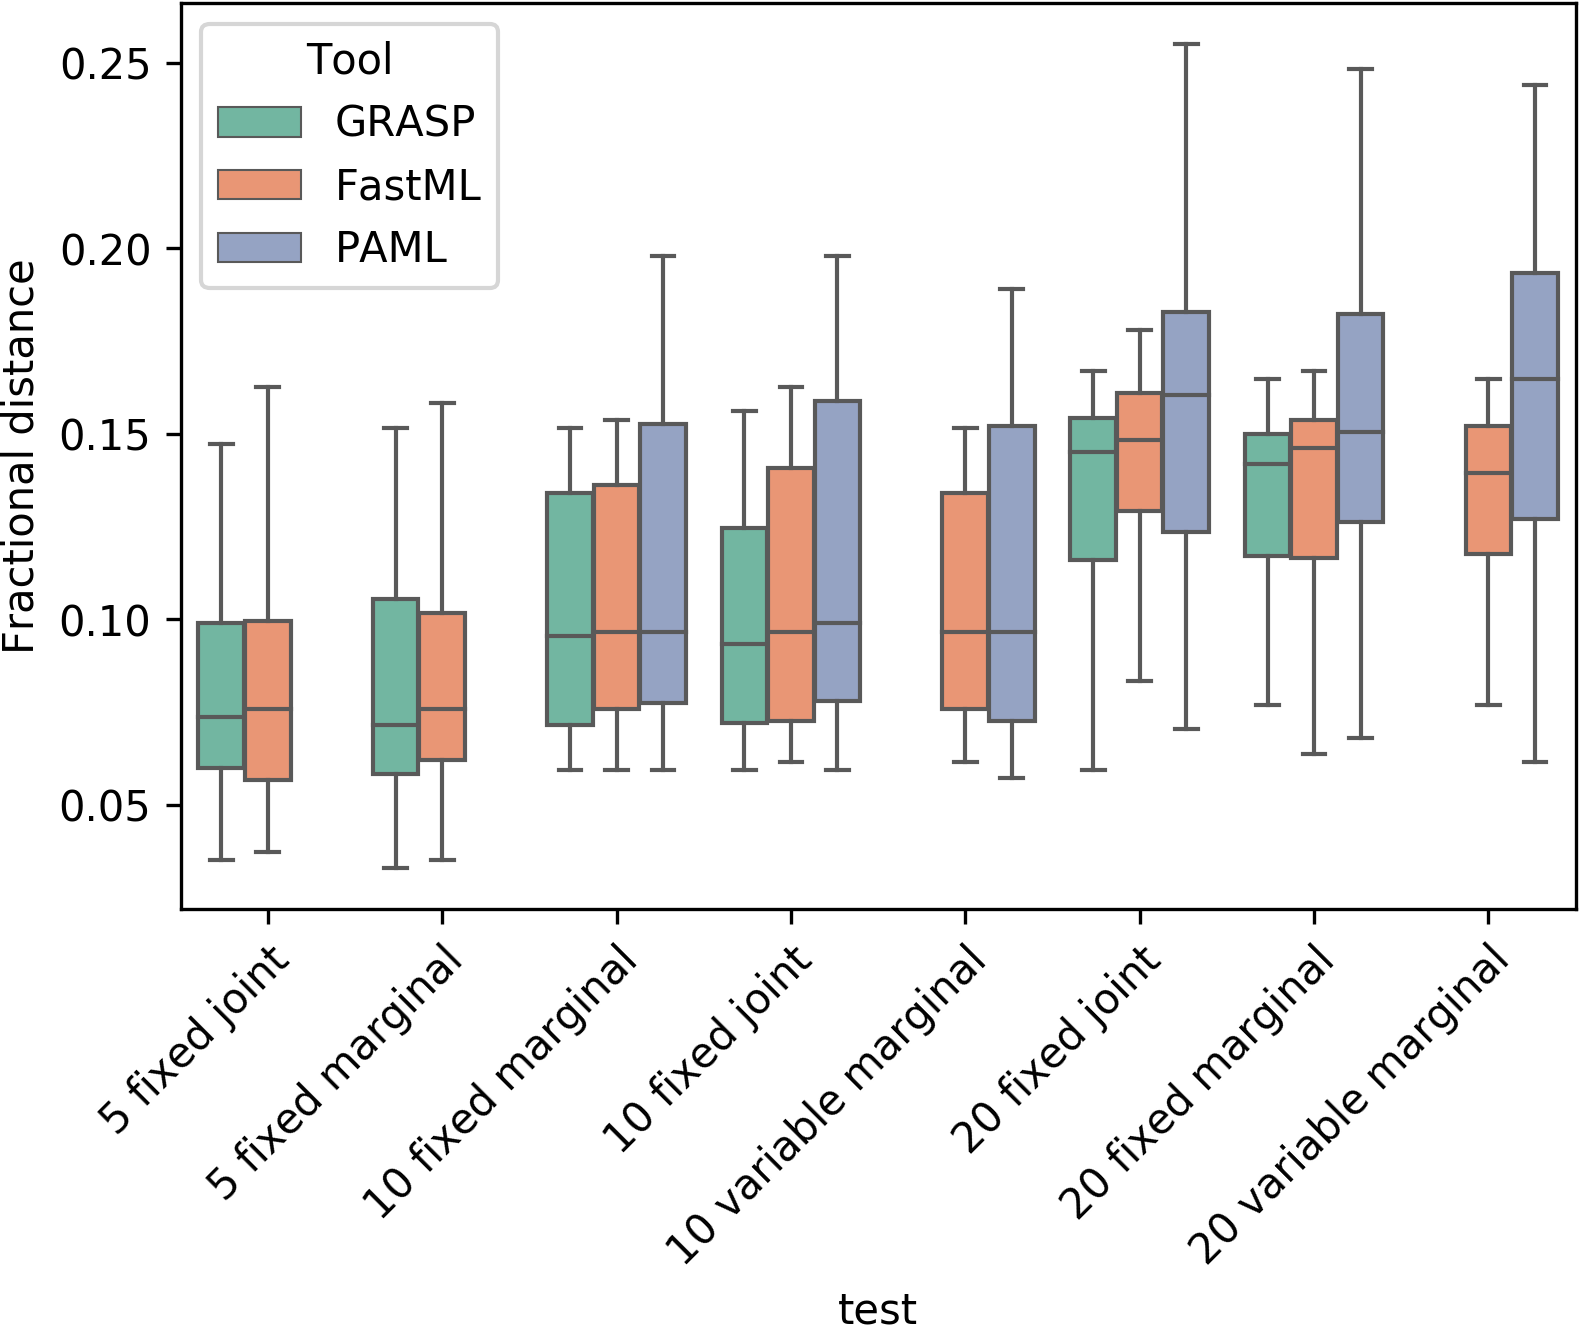 Tool
GRASP
FastML
PAML
Fractional distance
0.25
0.20
0.15
0.10
0.05
5 fixed joint
5 fixed marginal
10 fixed marginal
10 fixed joint
10 variable marginal
20 fixed joint
20 fixed marginal
20 variable marginal
test